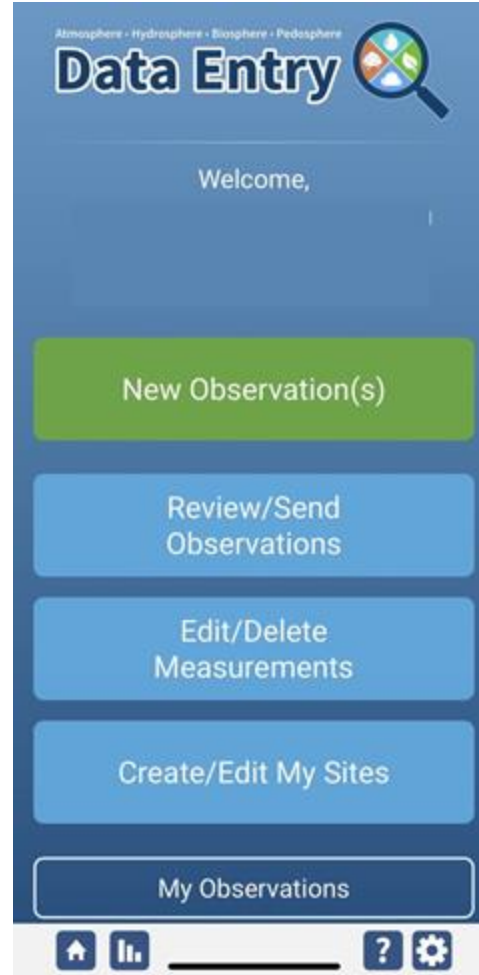 Atmosphere • Hydrosphere • Biosphere • Pedosphere
Data Entry
Welcome,
New Observation(s)
Review/Send
Observations
Edit/Delete
Measurements
Create/Edit My Sites
My Observations
?